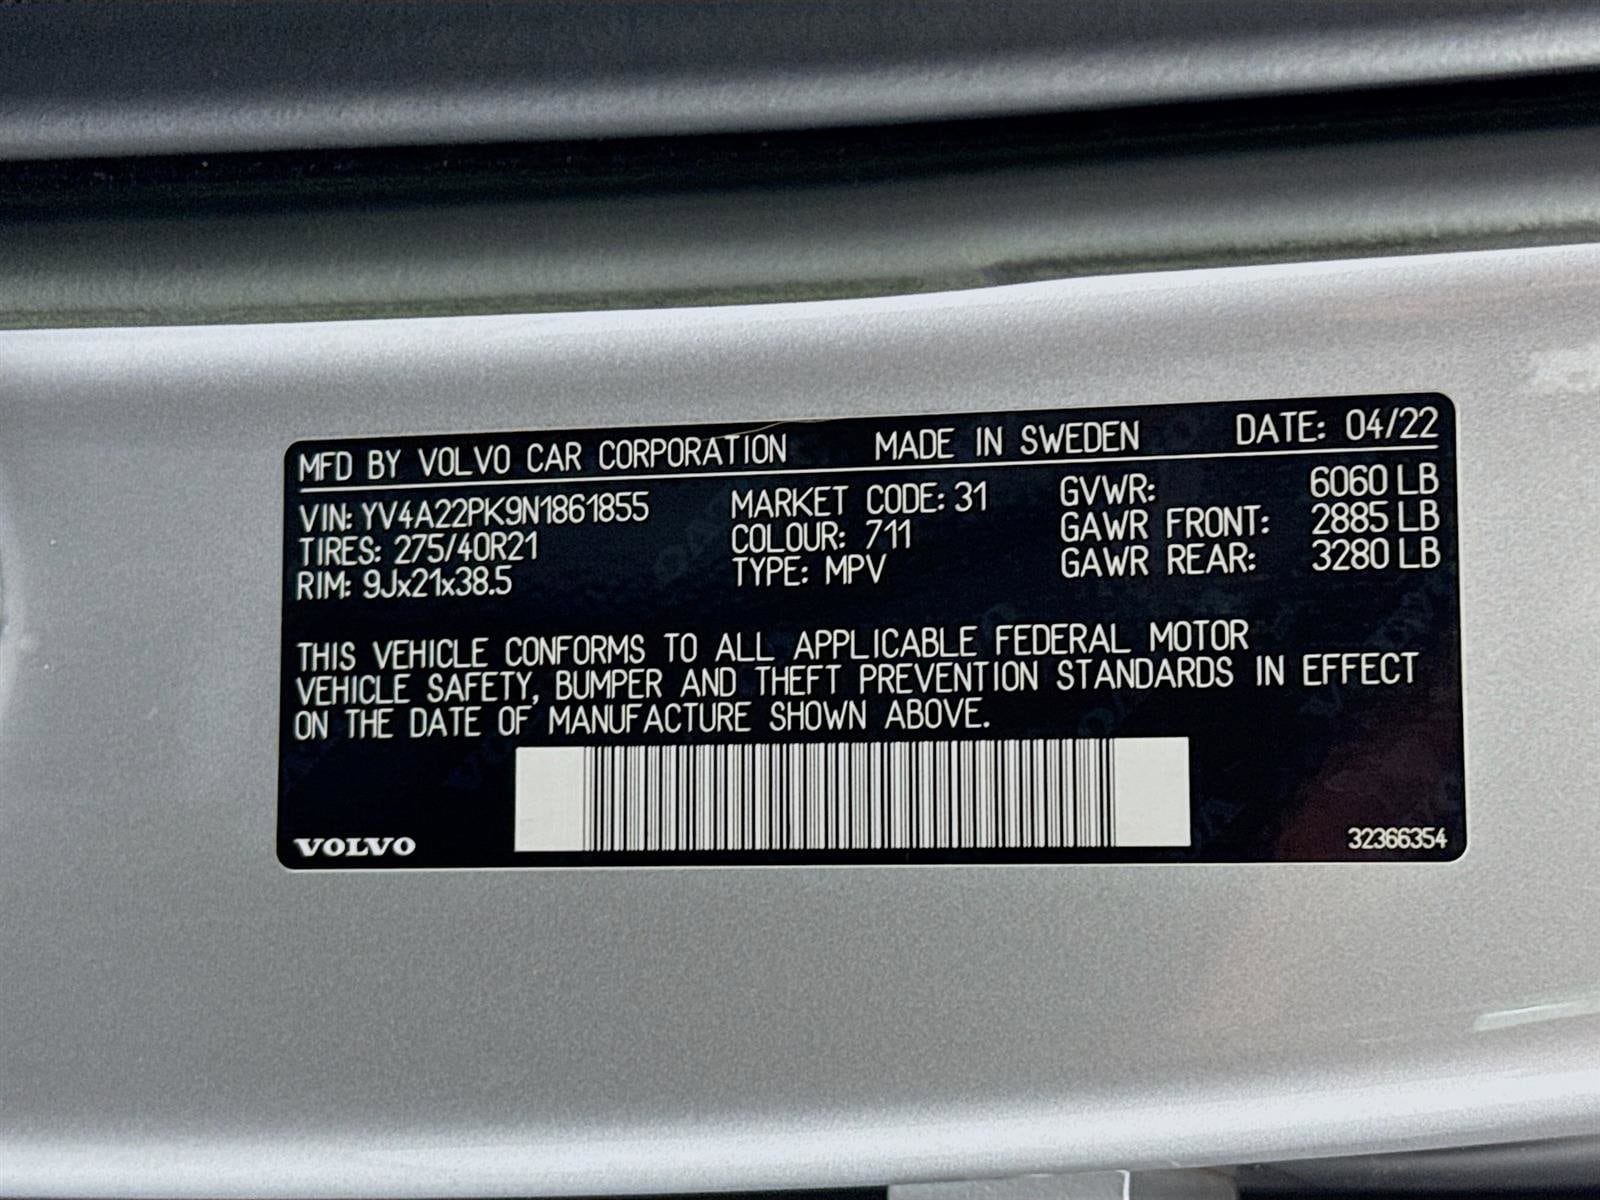 MFD BY VOLVO CAR CORPORATION MADE IN SWEDEN DATE: 04/22
VIN: YV4A22PK9N1861855 MARKET CODE: 31 GVWR: 6060 LB
TIRES: 275/40R21 COLOUR: 711 GAWR FRONT: 2885 LB
RIM: 9Jx21x38.5 TYPE: MPV GAWR REAR: 3280 LB
THIS VEHICLE CONFORMS TO ALL APPLICABLE FEDERAL MOTOR
VEHICLE SAFETY, BUMPER AND THEFT PREVENTION STANDARDS IN EFFECT
ON THE DATE OF MANUFACTURE SHOWN ABOVE.
VOLVO 32366354